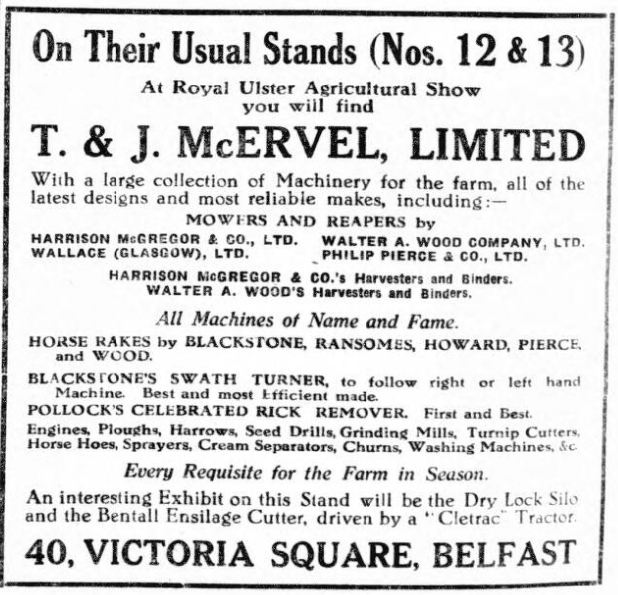 On Their Usual Stands (Nos. 12 & 13)
At Royal Ulster Agricultural Show
you will find
T. & J. McERVEL, LIMITED
With a large collection of Machinery for the farm, all of the
latest designs and most reliable makes, including:—
MOWERS AND REAPERS by
HARRISON McGREGOR & CO., LTD. WALTER A. WOOD COMPANY, LTD.
WALLACE (GLASGOW), LTD. PHILIP PIERCE & CO., LTD.
HARRISON McGREGOR & CO.'s Harvesters and Binders.
WALTER A. WOOD'S Harvesters and Binders.
All Machines of Name and Fame.
HORSE RAKES by BLACKSTONE, RANSOMES, HOWARD, PIERCE,
and WOOD.
BLACKSTONE'S SWATH TURNER, to follow right or left hand
Machine. Best and most Efficient made.
POLLOCK'S CELEBRATED RICK REMOVER. First and Best.
Engines, Ploughs, Harrows, Seed Drills, Grinding Mills, Turnip Cutters,
Horse Hoes, Sprayers, Cream Separators, Churns, Washing Machines, &c.
Every Requisite for the Farm in Season.
An interesting Exhibit on this Stand will be the Dry Lock Silo
and the Bentall Ensilage Cutter, driven by a "Cletrac" Tractor.
40, VICTORIA SQUARE, BELFAST